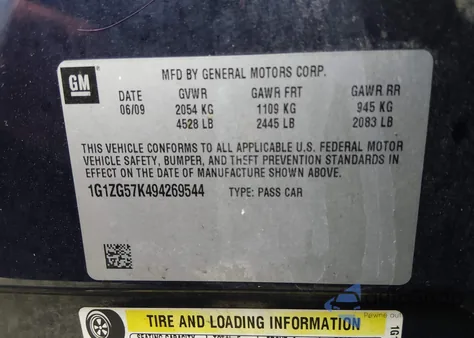 GM
MFD BY GENERAL MOTORS CORP.
DATE GVWR GAWR FRT GAWR RR
06/09 2054 KG 1109 KG 945 KG
4528 LB 2445 LB 2083 LB
THIS VEHICLE CONFORMS TO ALL APPLICABLE U.S. FEDERAL MOTOR
VEHICLE SAFETY, BUMPER, AND THEFT PREVENTION STANDARDS IN
EFFECT ON THE DATE OF MANUFACTURE SHOWN ABOVE.
1G1ZG57K494269544 TYPE: PASS CAR
TIRE AND LOADING INFORMATION